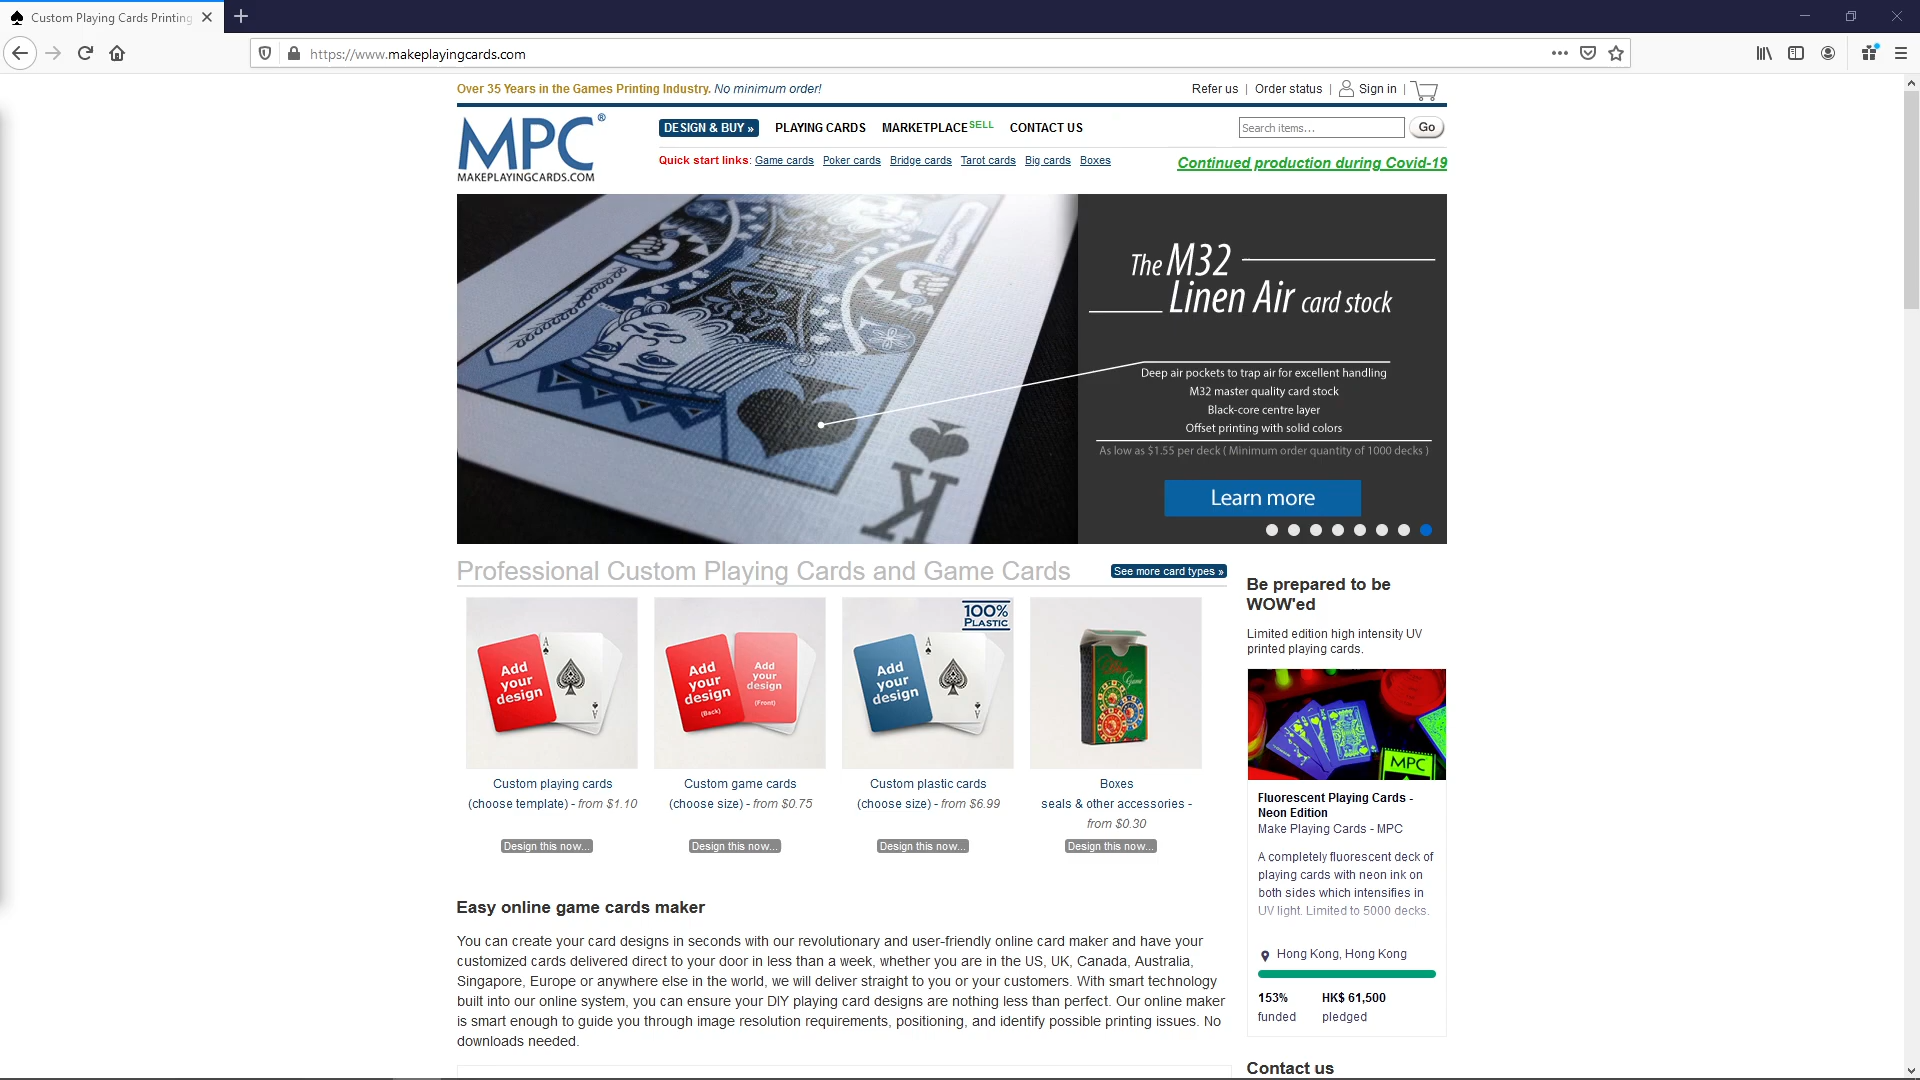 Custom Playing Cards Printing
https://www.makeplayingcards.com
Over 35 Years in the Games Printing Industry. No minimum order!
Refer us | Order status | Sign in |
MPC®
MAKEPLAYINGCARDS.COM
DESIGN & BUY » PLAYING CARDS MARKETPLACE SELL CONTACT US
Search items...
Go
Quick start links: Game cards Poker cards Bridge cards Tarot cards Big cards Boxes
Continued production during Covid-19
The M32
Linen Air card stock
Deep air pockets to trap air for excellent handling
M32 master quality card stock
Black-core centre layer
Offset printing with solid colors
As low as $1.55 per deck ( Minimum order quantity of 1000 decks )
Learn more
K
Professional Custom Playing Cards and Game Cards
See more card types »
Add
your
design
A
A
Add
your
design
(Back)
Add
your
design
(Front)
100%
PLASTIC
Add
your
design
A
A
Custom playing cards
(choose template) - from $1.10
Design this now...
Custom game cards
(choose size) - from $0.75
Design this now...
Custom plastic cards
(choose size) - from $6.99
Design this now...
Boxes
seals & other accessories -
from $0.30
Design this now...
Easy online game cards maker
You can create your card designs in seconds with our revolutionary and user-friendly online card maker and have your
customized cards delivered direct to your door in less than a week, whether you are in the US, UK, Canada, Australia,
Singapore, Europe or anywhere else in the world, we will deliver straight to you or your customers. With smart technology
built into our online system, you can ensure your DIY playing card designs are nothing less than perfect. Our online maker
is smart enough to guide you through image resolution requirements, positioning, and identify possible printing issues. No
downloads needed.
Be prepared to be
WOW'ed
Limited edition high intensity UV
printed playing cards.
MPC
Fluorescent Playing Cards -
Neon Edition
Make Playing Cards - MPC
A completely fluorescent deck of
playing cards with neon ink on
both sides which intensifies in
UV light. Limited to 5000 decks.
Hong Kong, Hong Kong
153% HK$ 61,500
funded pledged
Contact us